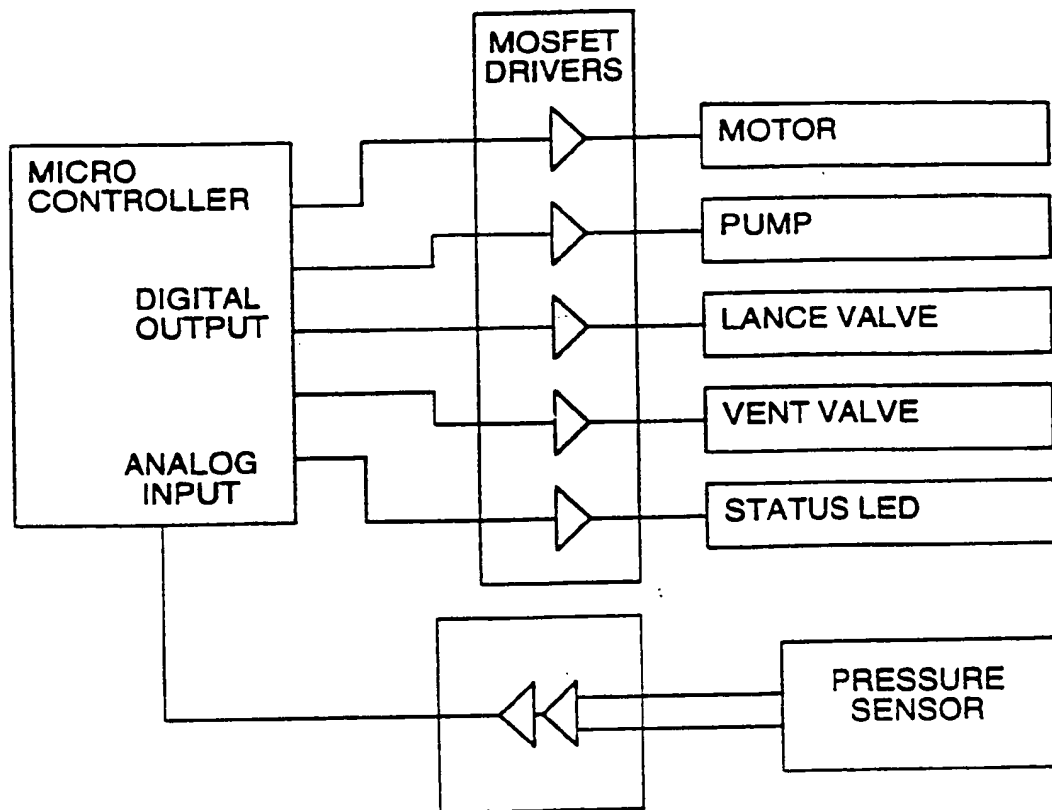 MOSFET
DRIVERS
MOTOR
MICRO
CONTROLLER
PUMP
DIGITAL
OUTPUT
LANCE VALVE
VENT VALVE
ANALOG
INPUT
STATUS LED
PRESSURE
SENSOR